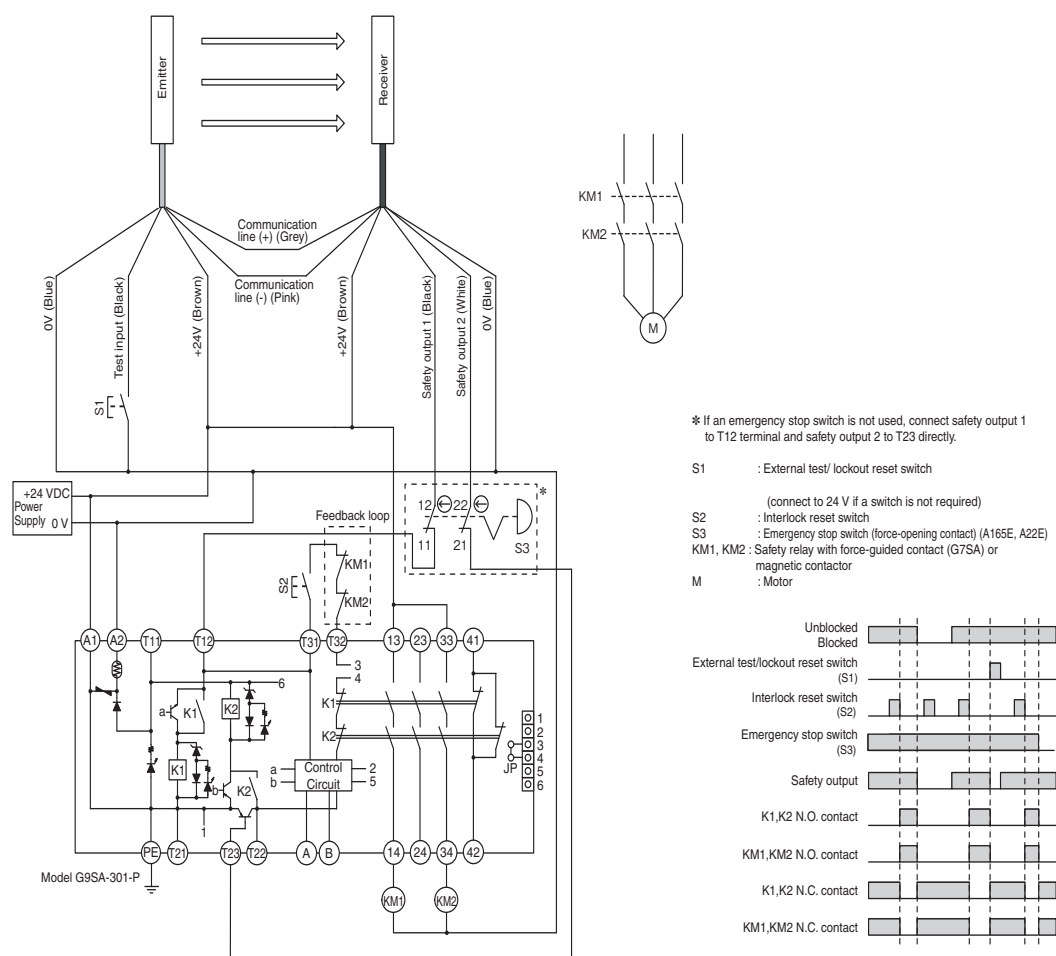 Emitter
Receiver
Communication
line (+) (Grey)
Communication
line (-) (Pink)
0V (Blue)
Test input (Black)
+24V (Brown)
+24V (Brown)
Safety output 1 (Black)
Safety output 2 (White)
0V (Blue)
KM1
KM2
M
S1
+24 VDC
Power
Supply 0 V
Feedback loop
12
22
*
11
21
S3
S2
KM1
KM2
A1
A2
T11
T12
T31
T32
13
23
33
41
3
4
6
a
K1
K2
K1
K2
1
2
3
4
5
6
JP
K1
b
K2
a
b
Control
Circuit
2
5
1
PE
T21
T23
T22
A
B
14
24
34
42
Model G9SA-301-P
KM1
KM2
* If an emergency stop switch is not used, connect safety output 1
to T12 terminal and safety output 2 to T23 directly.
S1 : External test/ lockout reset switch
(connect to 24 V if a switch is not required)
S2 : Interlock reset switch
S3 : Emergency stop switch (force-opening contact) (A165E, A22E)
KM1, KM2 : Safety relay with force-guided contact (G7SA) or
magnetic contactor
M : Motor
Unblocked
Blocked
External test/lockout reset switch
(S1)
Interlock reset switch
(S2)
Emergency stop switch
(S3)
Safety output
K1,K2 N.O. contact
KM1,KM2 N.O. contact
K1,K2 N.C. contact
KM1,KM2 N.C. contact